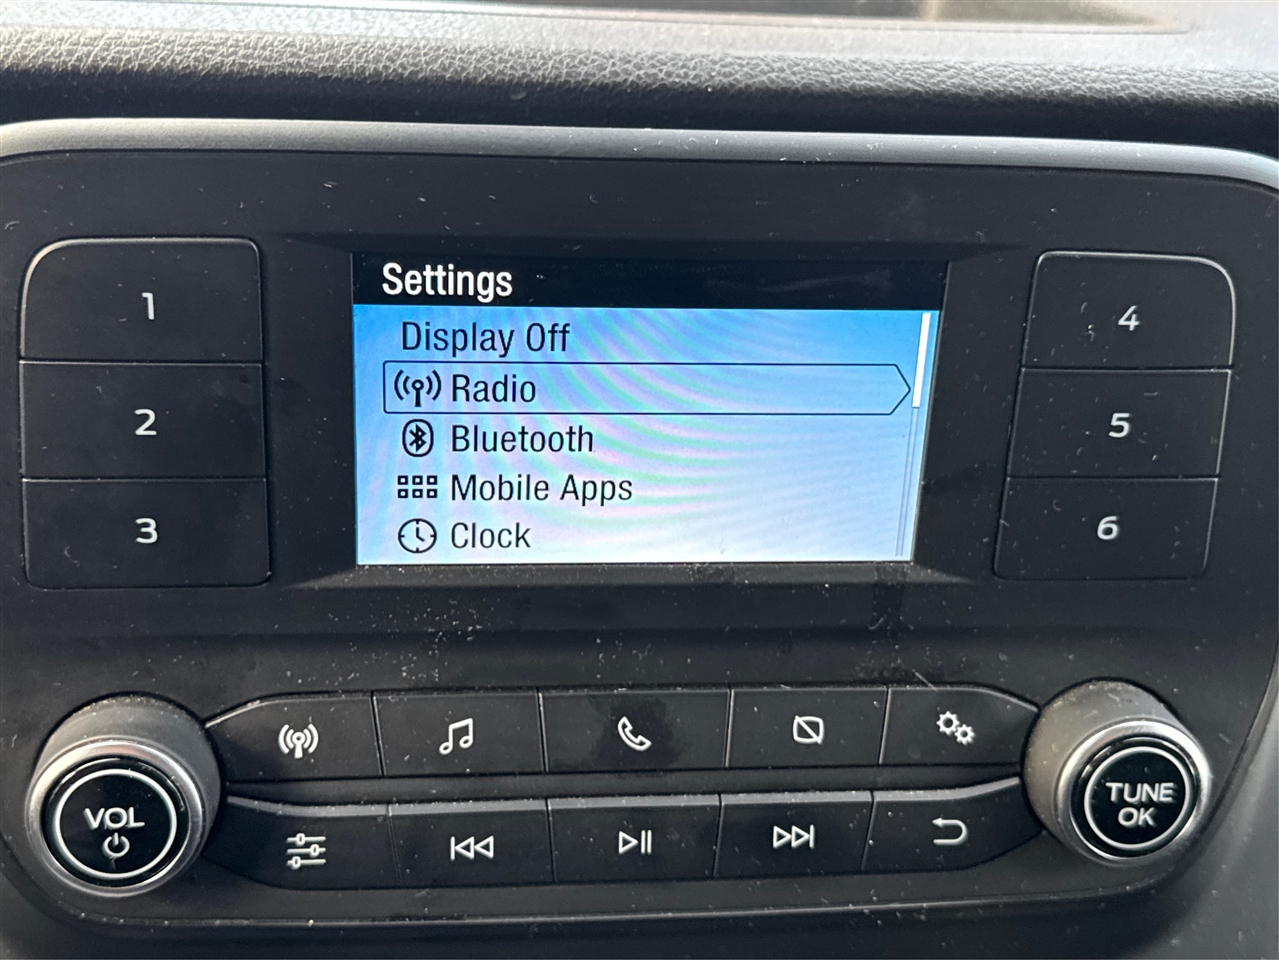 Settings
Display Off
Radio
Bluetooth
Mobile Apps
Clock
1
2
3
4
5
6
VOL
TUNE
OK